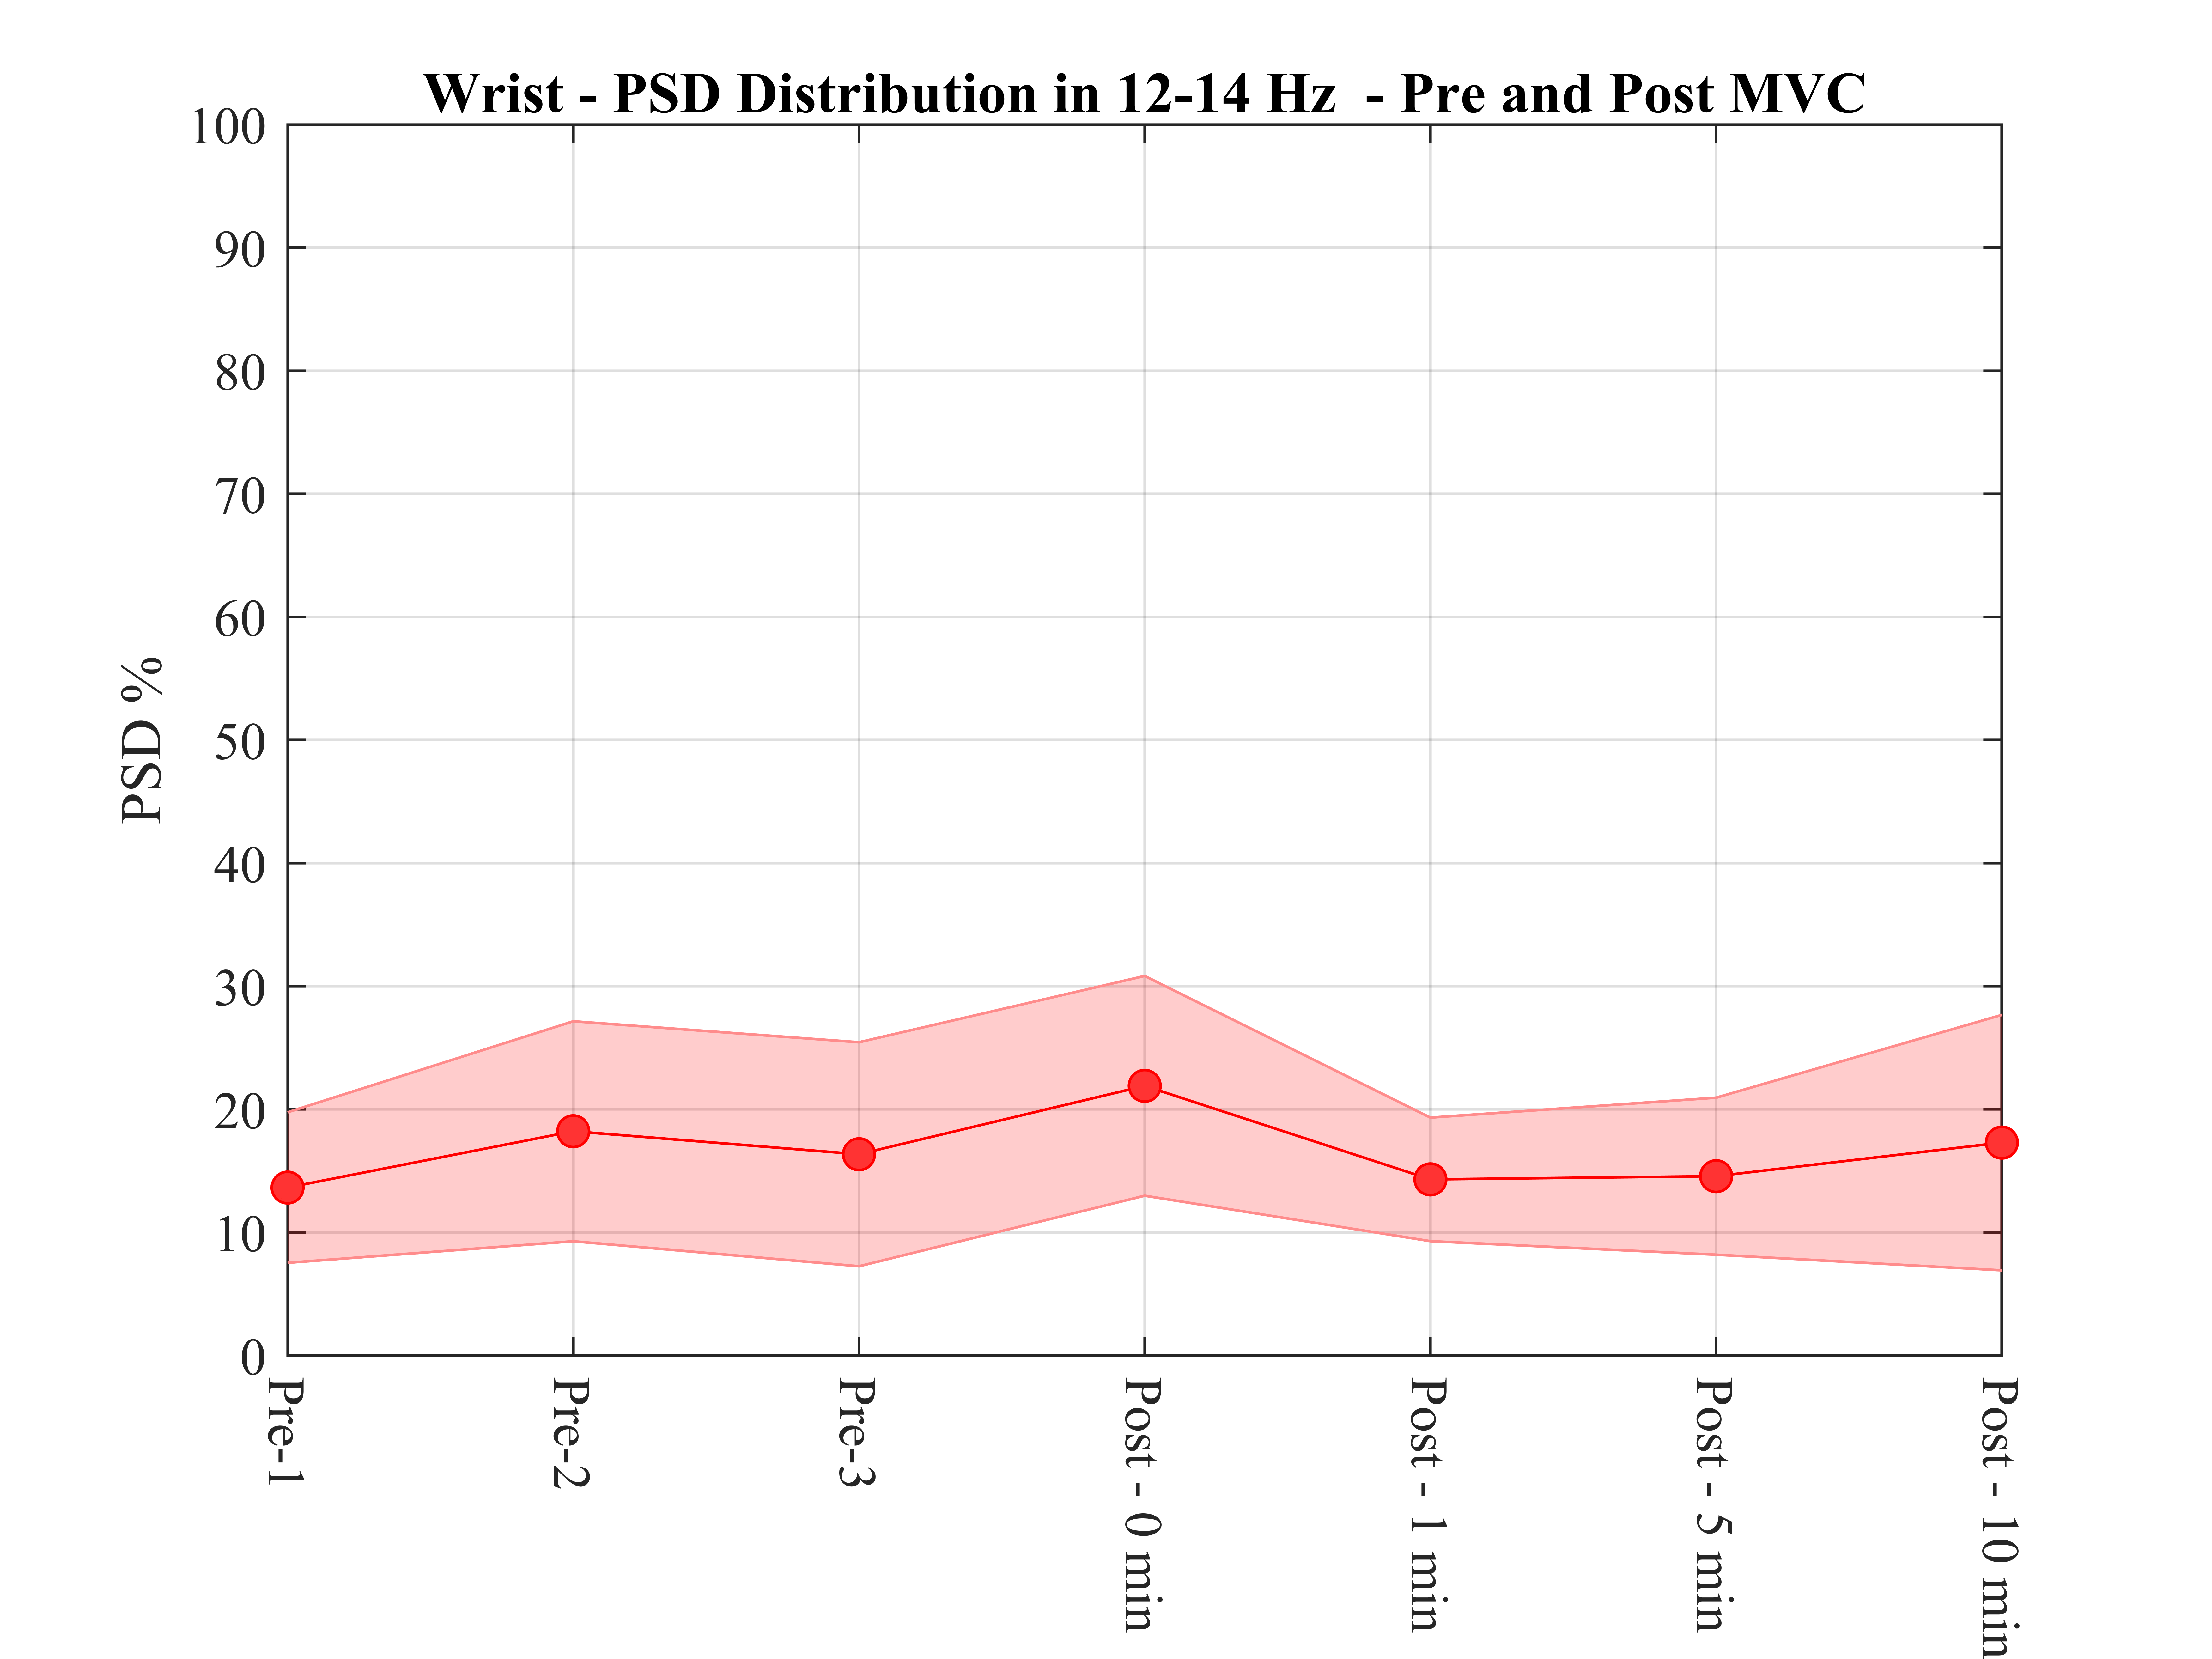 Wrist - PSD Distribution in 12-14 Hz  - Pre and Post MVC
100
90
80
70
60
50
40
30
20
10
0
PSD %
Pre-1
Pre-2
Pre-3
Post - 0 min
Post - 1 min
Post - 5 min
Post - 10 min